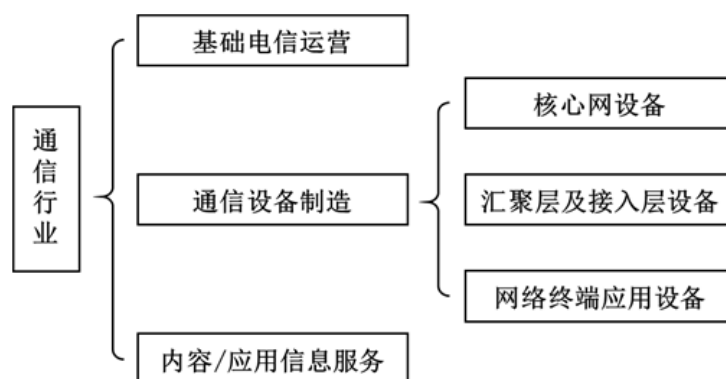 通信行业
基础电信运营
通信设备制造
核心网设备
汇聚层及接入层设备
网络终端应用设备
内容/应用信息服务